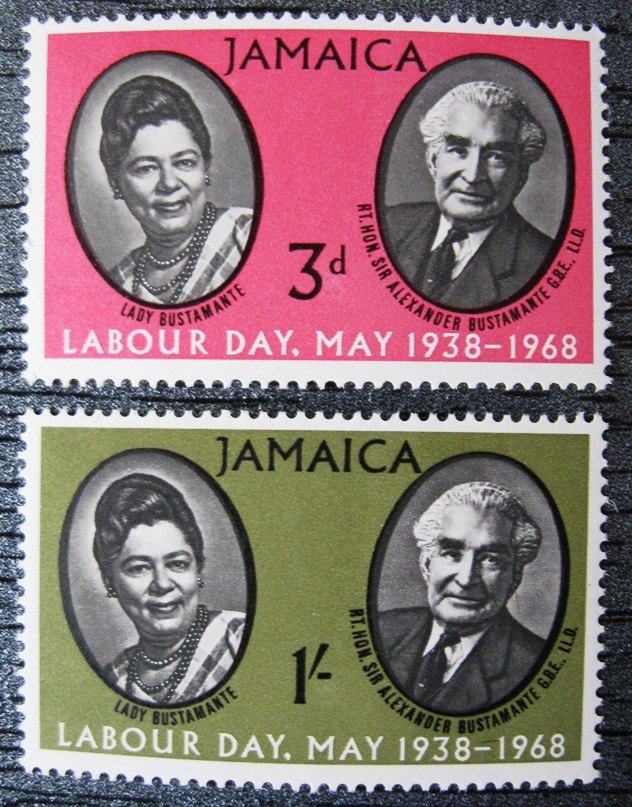 JAMAICA
LADY BUSTAMANTE
3d
RT. HON. SIR ALEXANDER BUSTAMANTE G.B.E., LL.D.
LABOUR DAY, MAY 1938-1968
JAMAICA
LADY BUSTAMANTE
1/-
RT. HON. SIR ALEXANDER BUSTAMANTE G.B.E., LL.D.
LABOUR DAY, MAY 1938-1968